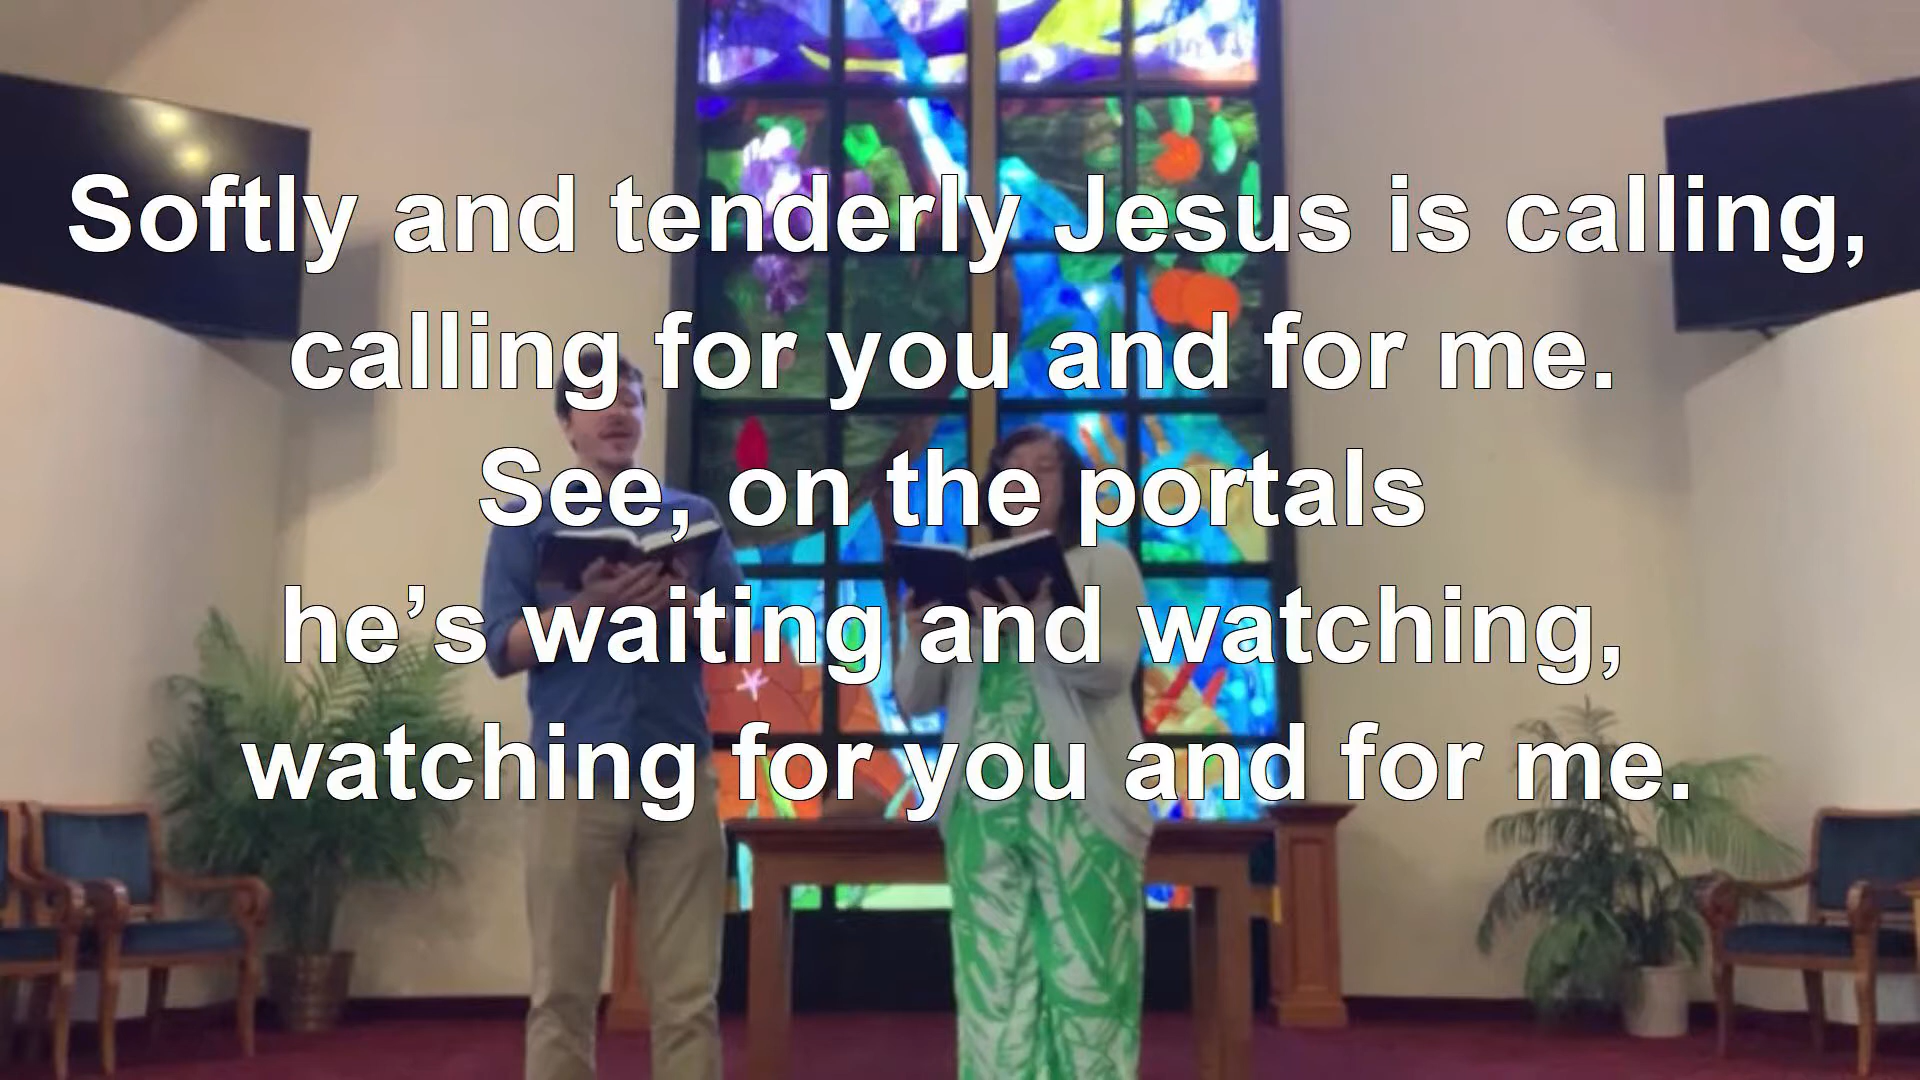 Softly and tenderly Jesus is calling,
calling for you and for me.
See, on the portals
he’s waiting and watching,
watching for you and for me.